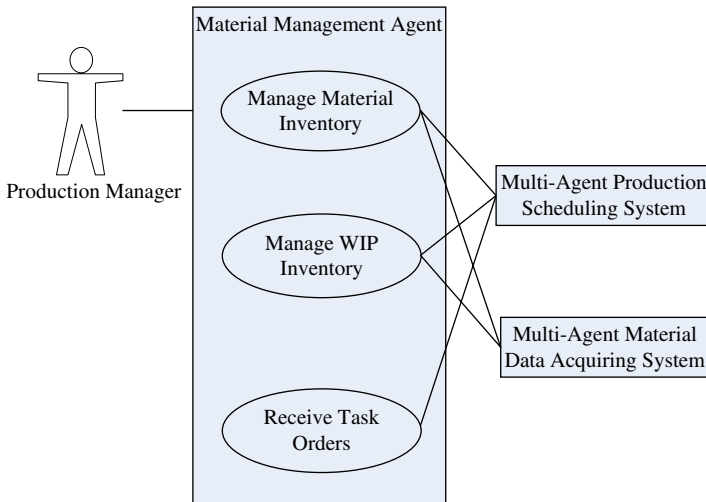 Material Management Agent
Manage Material
Inventory
Production Manager
Multi-Agent Production
Scheduling System
Manage WIP
Inventory
Multi-Agent Material
Data Acquiring System
Receive Task
Orders